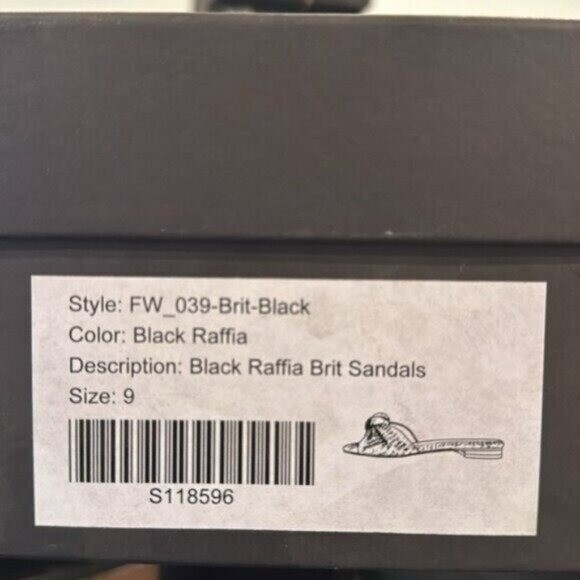 Style: FW_039-Brit-Black
Color: Black Raffia
Description: Black Raffia Brit Sandals
Size: 9
S118596